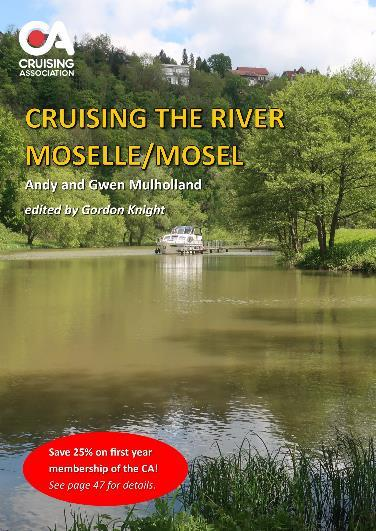 CA
CRUISING
ASSOCIATION
CRUISING THE RIVER
MOSELLE/MOSEL
Andy and Gwen Mulholland
edited by Gordon Knight
Save 25% on first year
membership of the CA!
See page 47 for details.